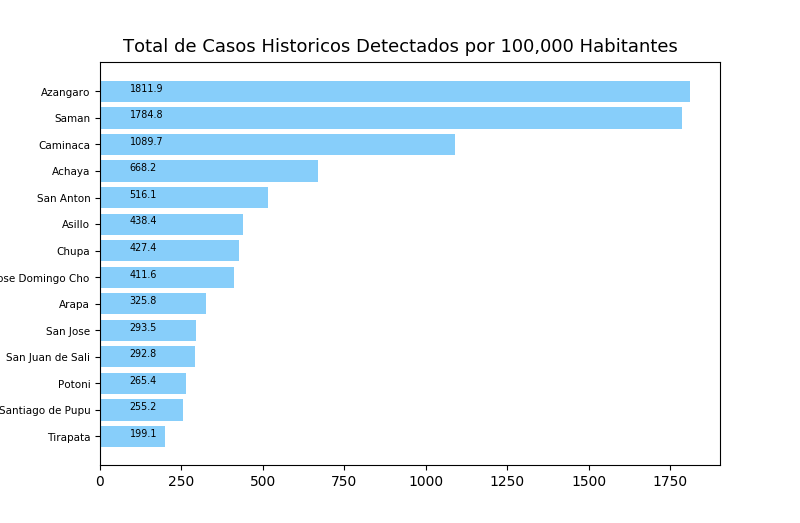 Total de Casos Historicos Detectados por 100,000 Habitantes
Azangaro 1811.9
Saman 1784.8
Caminaca 1089.7
Achaya 668.2
San Anton 516.1
Asillo 438.4
Chupa 427.4
ose Domingo Cho 411.6
Arapa 325.8
San Jose 293.5
San Juan de Sali 292.8
Potoni 265.4
Santiago de Pupu 255.2
Tirapata 199.1
0 250 500 750 1000 1250 1500 1750